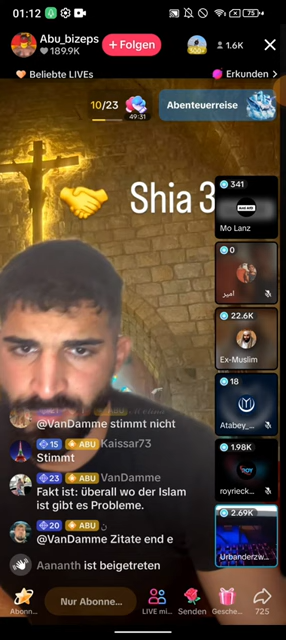 01:12
75
Abu_bizeps
189.9K
+ Folgen
1.6K
Beliebte LIVEs
Erkunden >
10/23
49:31
Abenteuerreise
Shia 3
341
Mo Lanz
0
امیر
22.6K
Ex-Muslim
18
Atabey_...
1.98K
royrieck...
2.69K
Urbanderzw...
@VanDamme stimmt nicht
15 ABU Kaissar73
Stimmt
23 ABU VanDamme
Fakt ist: überall wo der Islam
ist gibt es Probleme.
20 ABU ن
@VanDamme Zitate end e
Aananth ist beigetreten
Abonn...
Nur Abonne...
LIVE mi...
Senden
Gesche...
725